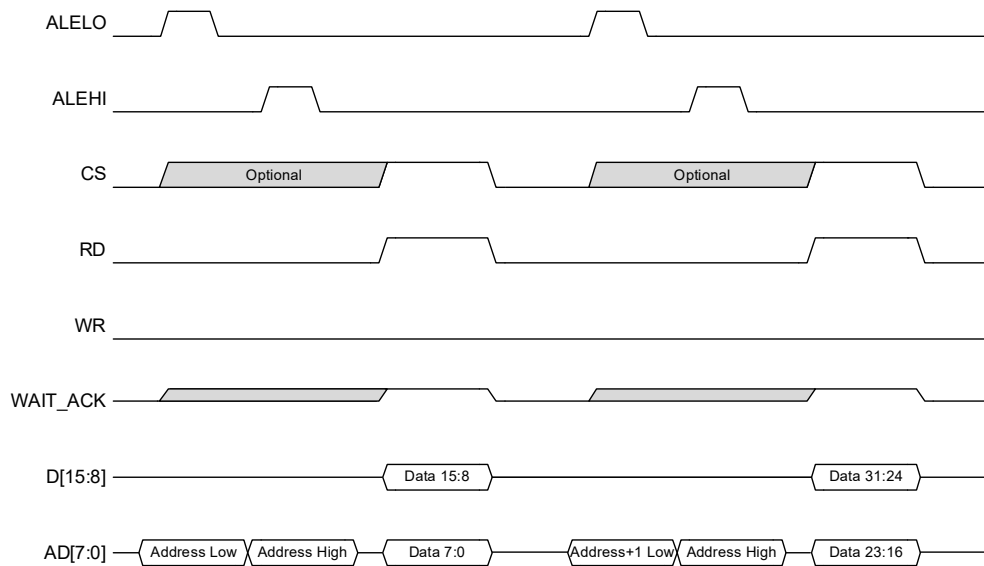 ALELO
ALEHI
CS Optional Optional
RD
WR
WAIT_ACK
D[15:8] Data 15:8 Data 31:24
AD[7:0] Address Low Address High Data 7:0 Address+1 Low Address High Data 23:16